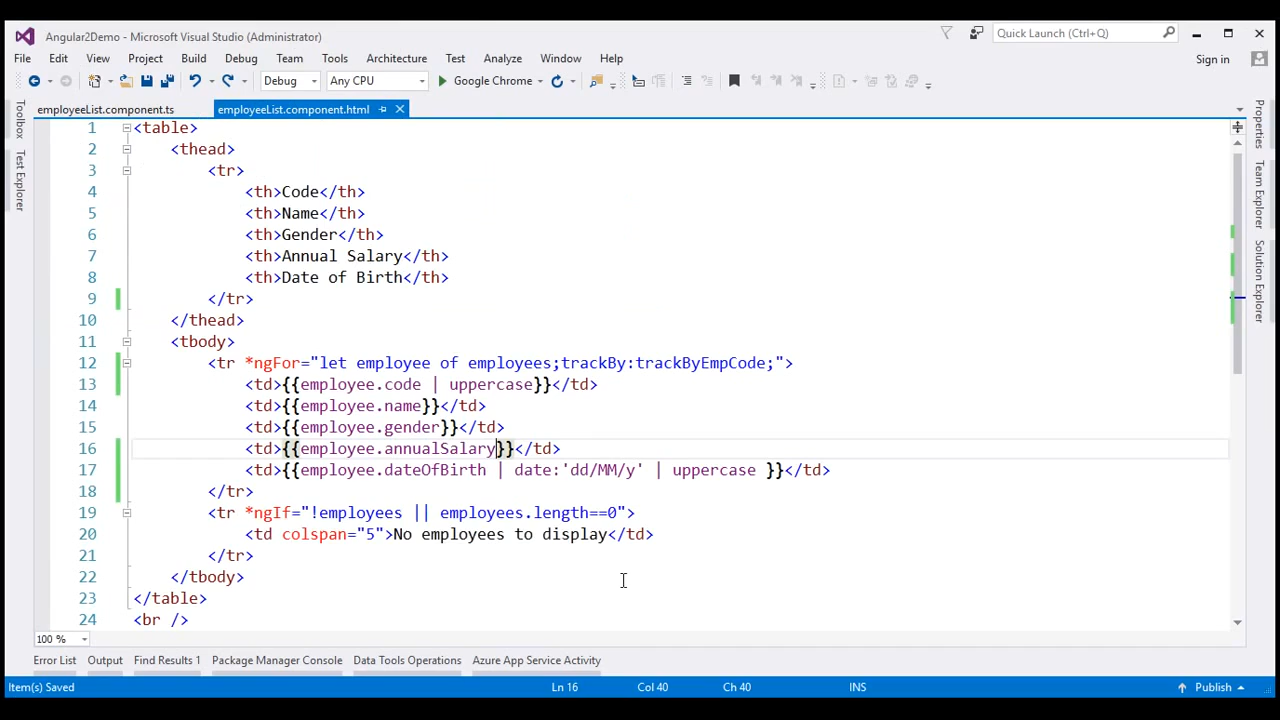 Angular2Demo - Microsoft Visual Studio (Administrator)
Quick Launch (Ctrl+Q)
File Edit View Project Build Debug Team Tools Architecture Test Analyze Window Help
Sign in
Debug Any CPU Google Chrome
employeeList.component.ts employeeList.component.html
Toolbox
Test Explorer
Properties
Team Explorer
Solution Explorer
1 <table>
2 <thead>
3 <tr>
4 <th>Code</th>
5 <th>Name</th>
6 <th>Gender</th>
7 <th>Annual Salary</th>
8 <th>Date of Birth</th>
9 </tr>
10 </thead>
11 <tbody>
12 <tr *ngFor="let employee of employees;trackBy:trackByEmpCode;">
13 <td>{{employee.code | uppercase}}</td>
14 <td>{{employee.name}}</td>
15 <td>{{employee.gender}}</td>
16 <td>{{employee.annualSalary}}</td>
17 <td>{{employee.dateOfBirth | date:'dd/MM/y' | uppercase }}</td>
18 </tr>
19 <tr *ngIf="!employees || employees.length==0">
20 <td colspan="5">No employees to display</td>
21 </tr>
22 </tbody>
23 </table>
24 <br />
100 %
Error List Output Find Results 1 Package Manager Console Data Tools Operations Azure App Service Activity
Item(s) Saved Ln 16 Col 40 Ch 40 INS Publish